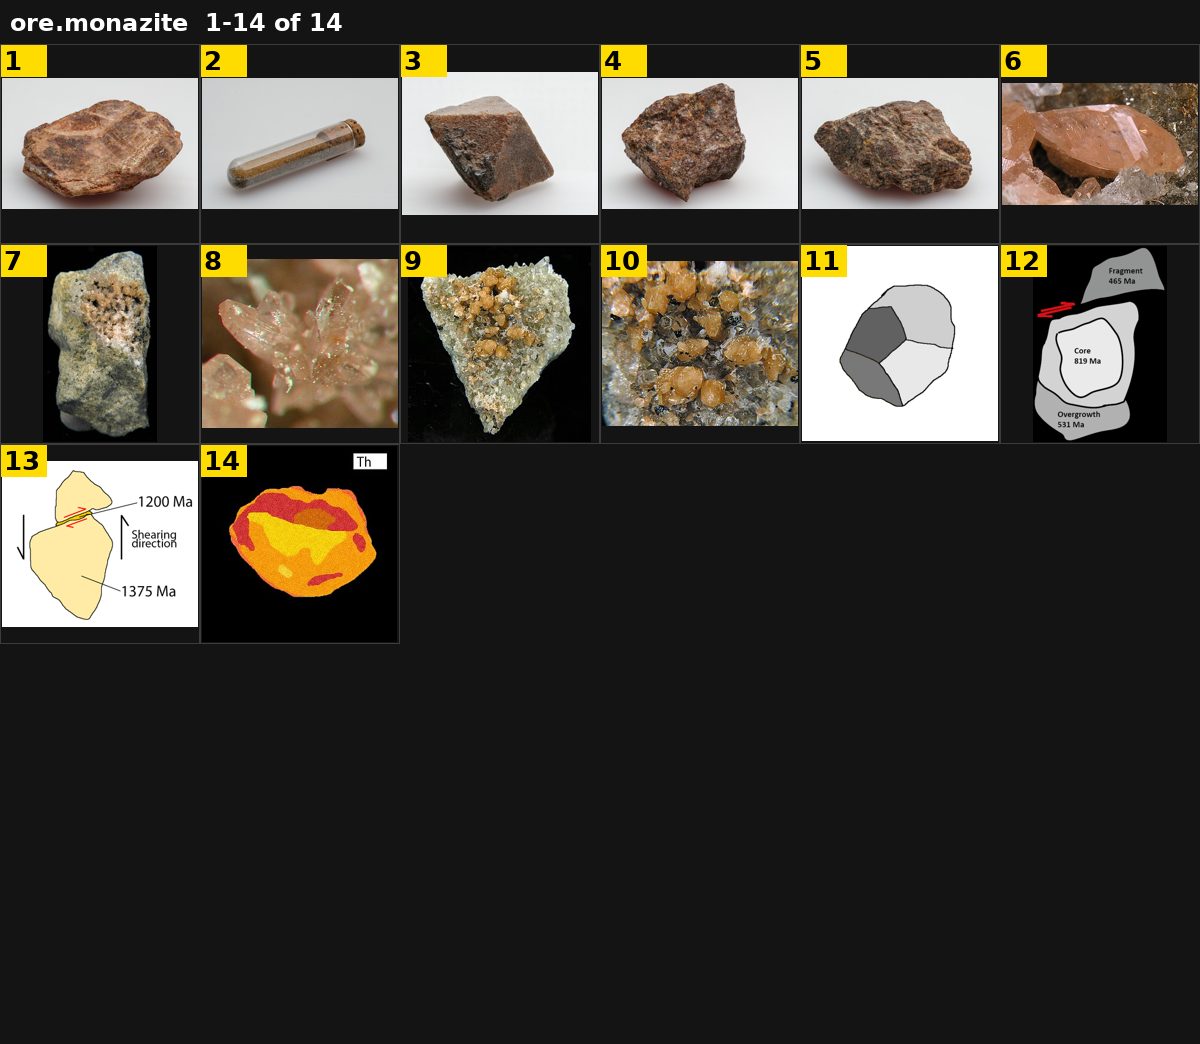 ore.monazite 1-14 of 14
1
2
3
4
5
6
7
8
9
10
11
12
Fragment
465 Ma
Core
819 Ma
Overgrowth
531 Ma
13
1200 Ma
Shearing
direction
1375 Ma
14
Th